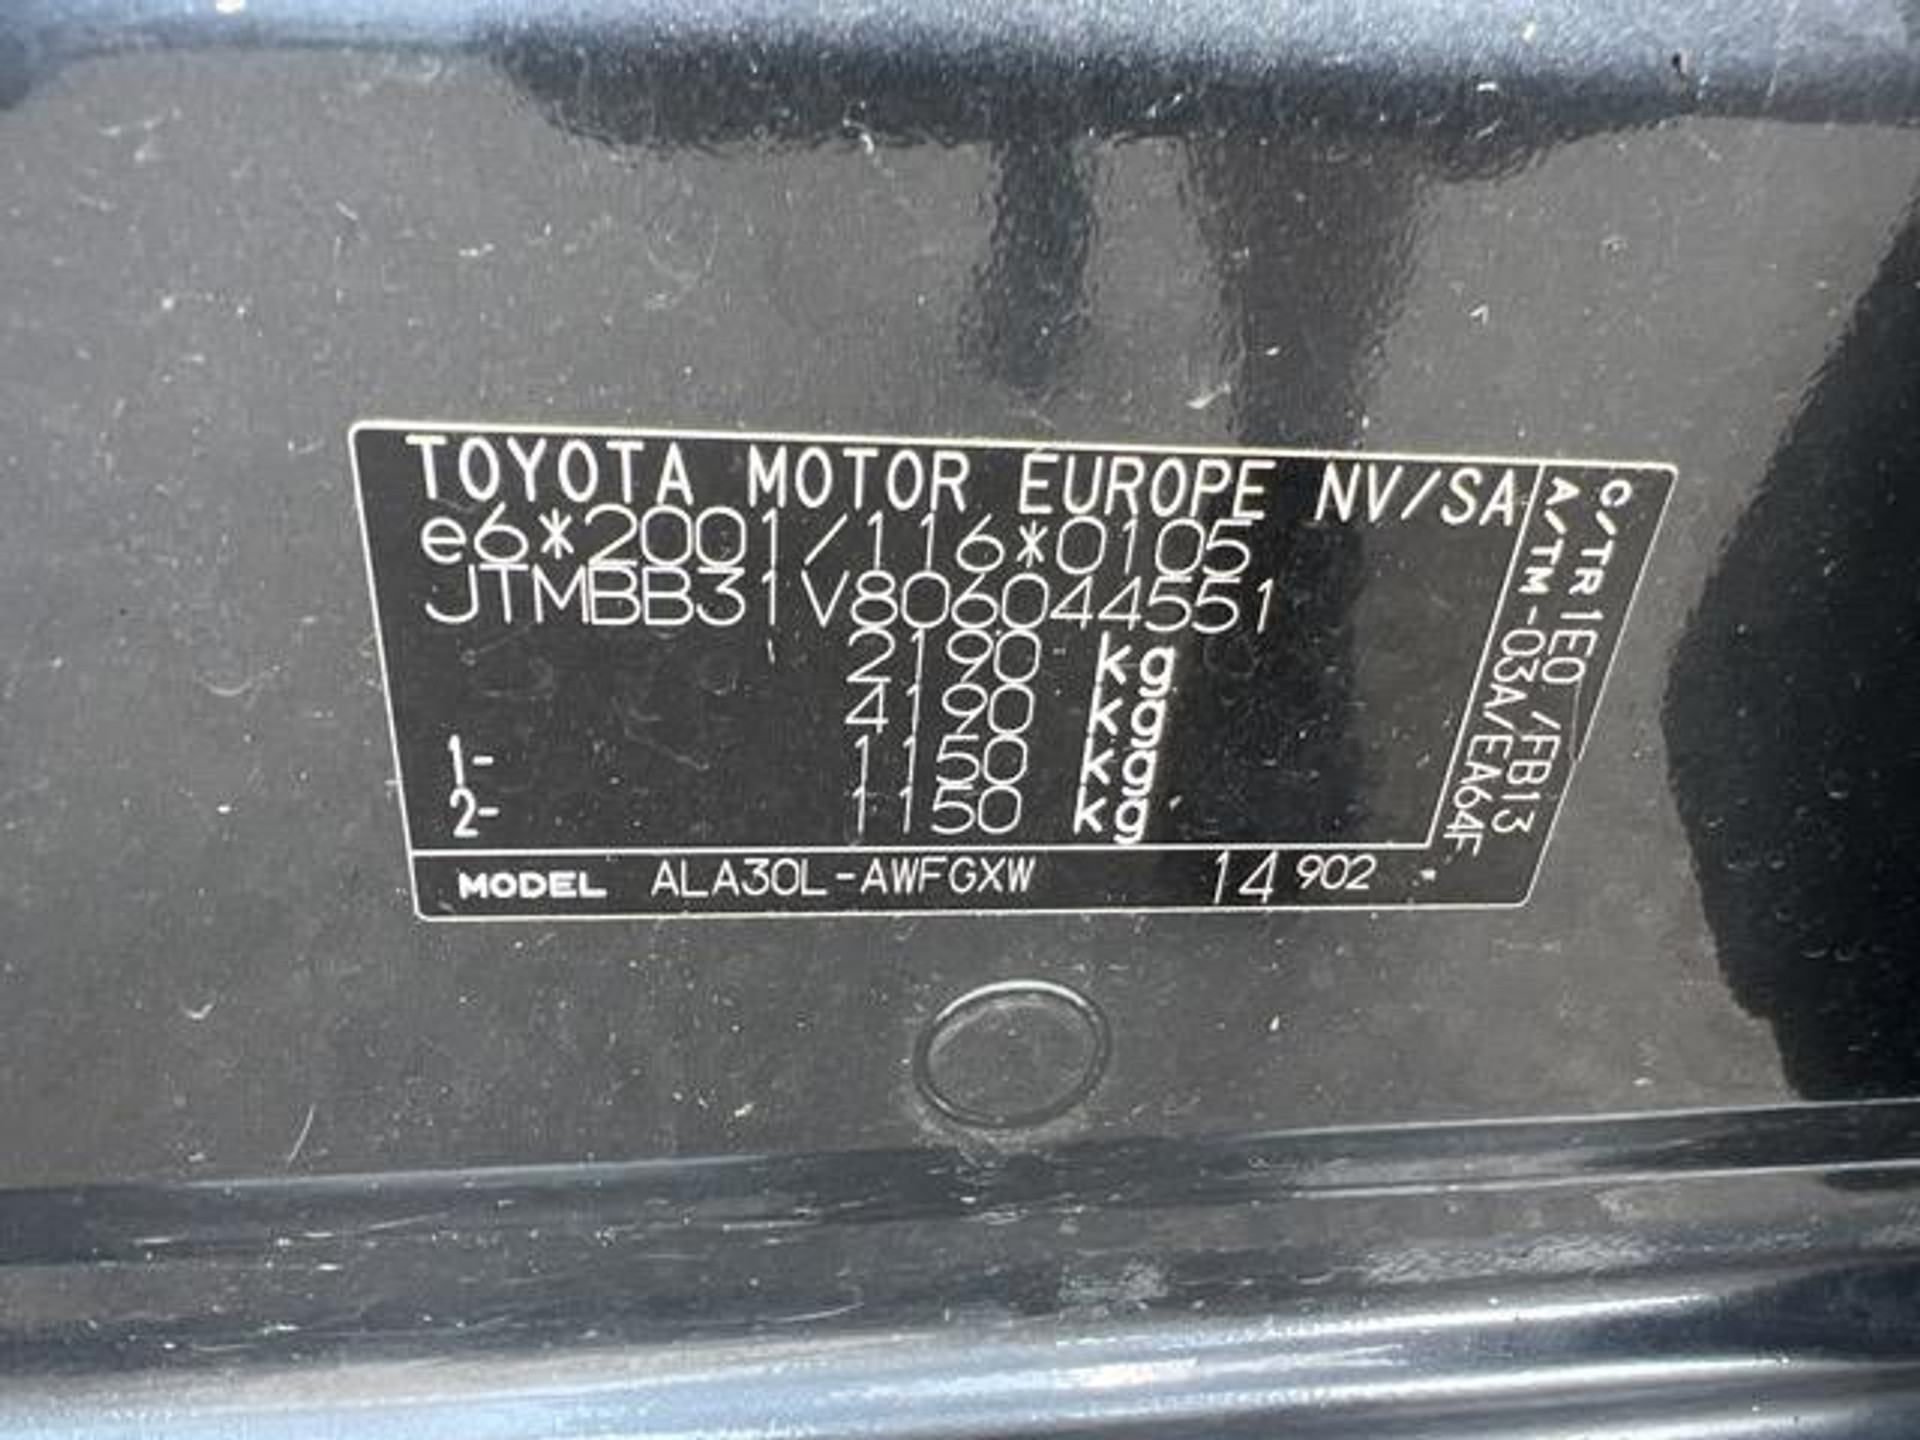 TOYOTA MOTOR EUROPE NV/SA
e6*2001/116*0105
JTMBB31V806044551
2190 kg
4190 kg
1- 1150 kg
2- 1150 kg
MODEL ALA30L-AWFGXW 14 902
C/TR 1E0 /FB13
A/TM -03A/EA64F